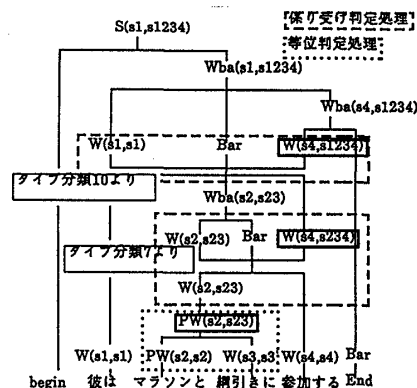 S(s1,s1234)
係り受け判定処理
等位判定処理
Wba(s1,s1234)
Wba(s4,s1234)
W(s1,s1)
Bar
W(s4,s1234)
タイプ分類10より
Wba(s2,s23)
W(s2,s23)
Bar
W(s4,s234)
タイプ分類7より
W(s2,s23)
PW(s2,s23)
W(s1,s1)
PW(s2,s2)
W(s3,s3
W(s4,s4)
Bar
begin
彼は
マラソンと
綱引きに
参加する
End